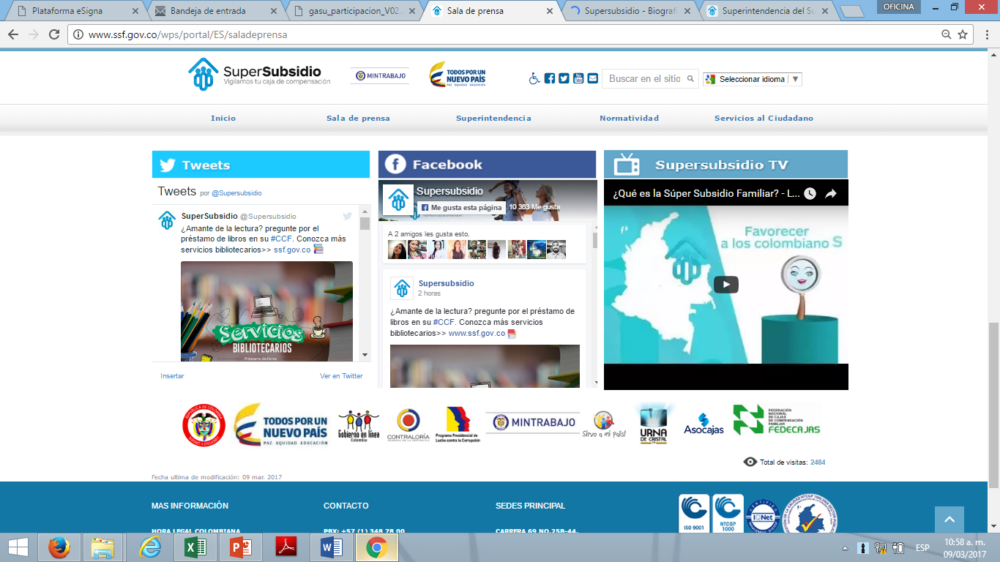 Plataforma eSigna
Bandeja de entrada
gasu_participacion_V02.
Sala de prensa
Supersubsidio - Biografi
Superintendencia del Su
OFICINA
www.ssf.gov.co/wps/portal/ES/saladeprensa
SuperSubsidio
Vigilamos tu caja de compensación
MINTRABAJO
TODOS POR UN
NUEVO PAÍS
PAZ EQUIDAD EDUCACIÓN
Buscar en el sitio
Seleccionar idioma
Inicio
Sala de prensa
Superintendencia
Normatividad
Servicios al Ciudadano
Tweets
Tweets por @Supersubsidio
SuperSubsidio @Supersubsidio
¿Amante de la lectura? pregunte por el
préstamo de libros en su #CCF. Conozca más
servicios bibliotecarios>> ssf.gov.co
Servicios
BIBLIOTECARIOS
Préstamo de libros
Insertar
Ver en Twitter
Facebook
Supersubsidio
Me gusta esta página
10 363 Me gusta
A 2 amigos les gusta esto.
Supersubsidio
2 horas
¿Amante de la lectura? pregunte por el préstamo de
libros en su #CCF. Conozca más servicios
bibliotecarios>> www.ssf.gov.co
Supersubsidio TV
¿Qué es la Súper Subsidio Familiar? - L...
Favorecer
a los colombiano S
REPÚBLICA DE COLOMBIA
TODOS POR UN
NUEVO PAÍS
PAZ EQUIDAD EDUCACIÓN
Gobierno en línea
Colombia
CONTRALORÍA
GENERAL DE LA REPÚBLICA
Programa Presidencial de
Lucha contra la Corrupción
MINTRABAJO
Sirvo a mi país!
URNA
DE CRISTAL
Asocajas
FEDERACIÓN
NACIONAL
DE CAJAS
DE COMPENSACIÓN
FAMILIAR
FEDECAJAS
Total de visitas: 2484
Fecha ultima de modificación: 09 mar. 2017
MAS INFORMACIÓN
CONTACTO
SEDES PRINCIPAL
HORA LEGAL COLOMBIANA
PBX: +57 (1) 348 78 00
CARRERA 69 NO.25B-44.
ISO 9001
NTCGP
1000
IQNet
ESP
10:58 a. m.
09/03/2017